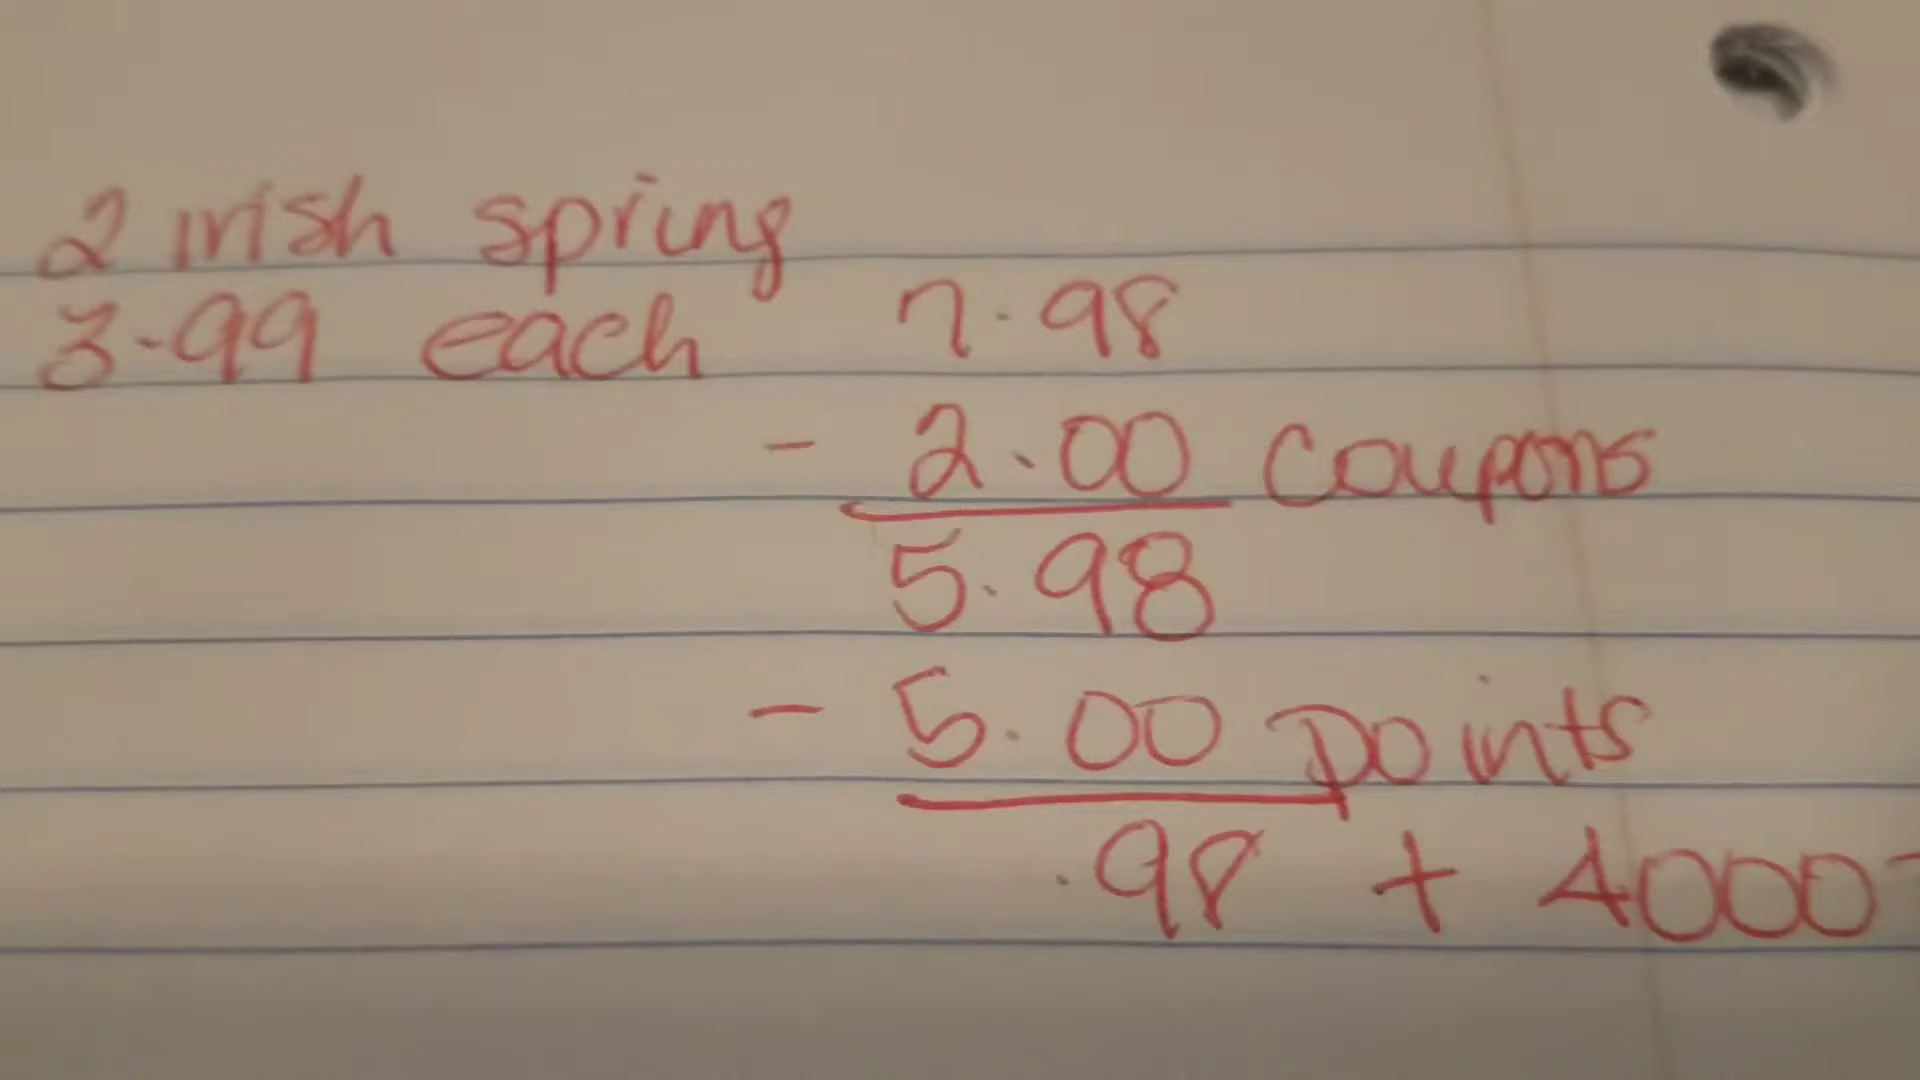 2 irish spring
3.99 each 7.98
- 2.00 coupons
5.98
- 5.00 points
.98 + 4000